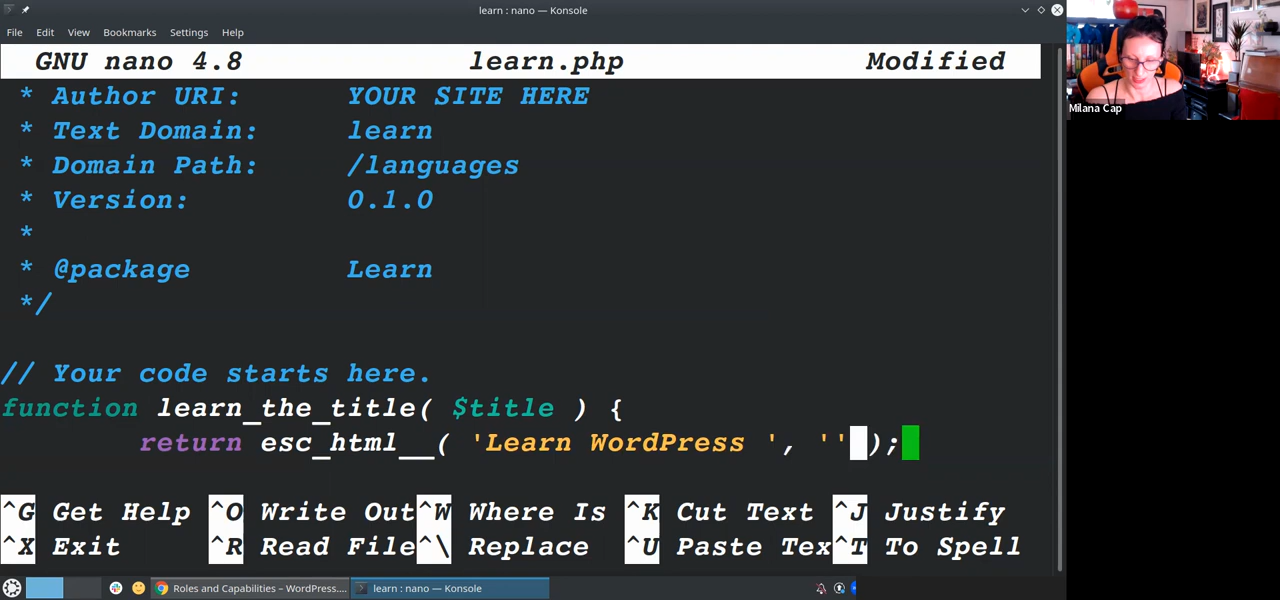 learn : nano — Konsole
File Edit View Bookmarks Settings Help
GNU nano 4.8 learn.php Modified
* Author URI: YOUR SITE HERE
* Text Domain: learn
* Domain Path: /languages
* Version: 0.1.0
*
* @package Learn
*/
// Your code starts here.
function learn_the_title( $title ) {
return esc_html__( 'Learn WordPress ', '' );
^G Get Help ^O Write Out ^W Where Is ^K Cut Text ^J Justify
^X Exit ^R Read File ^\ Replace ^U Paste Tex ^T To Spell
Roles and Capabilities – WordPress.... learn : nano — Konsole
Milana Cap